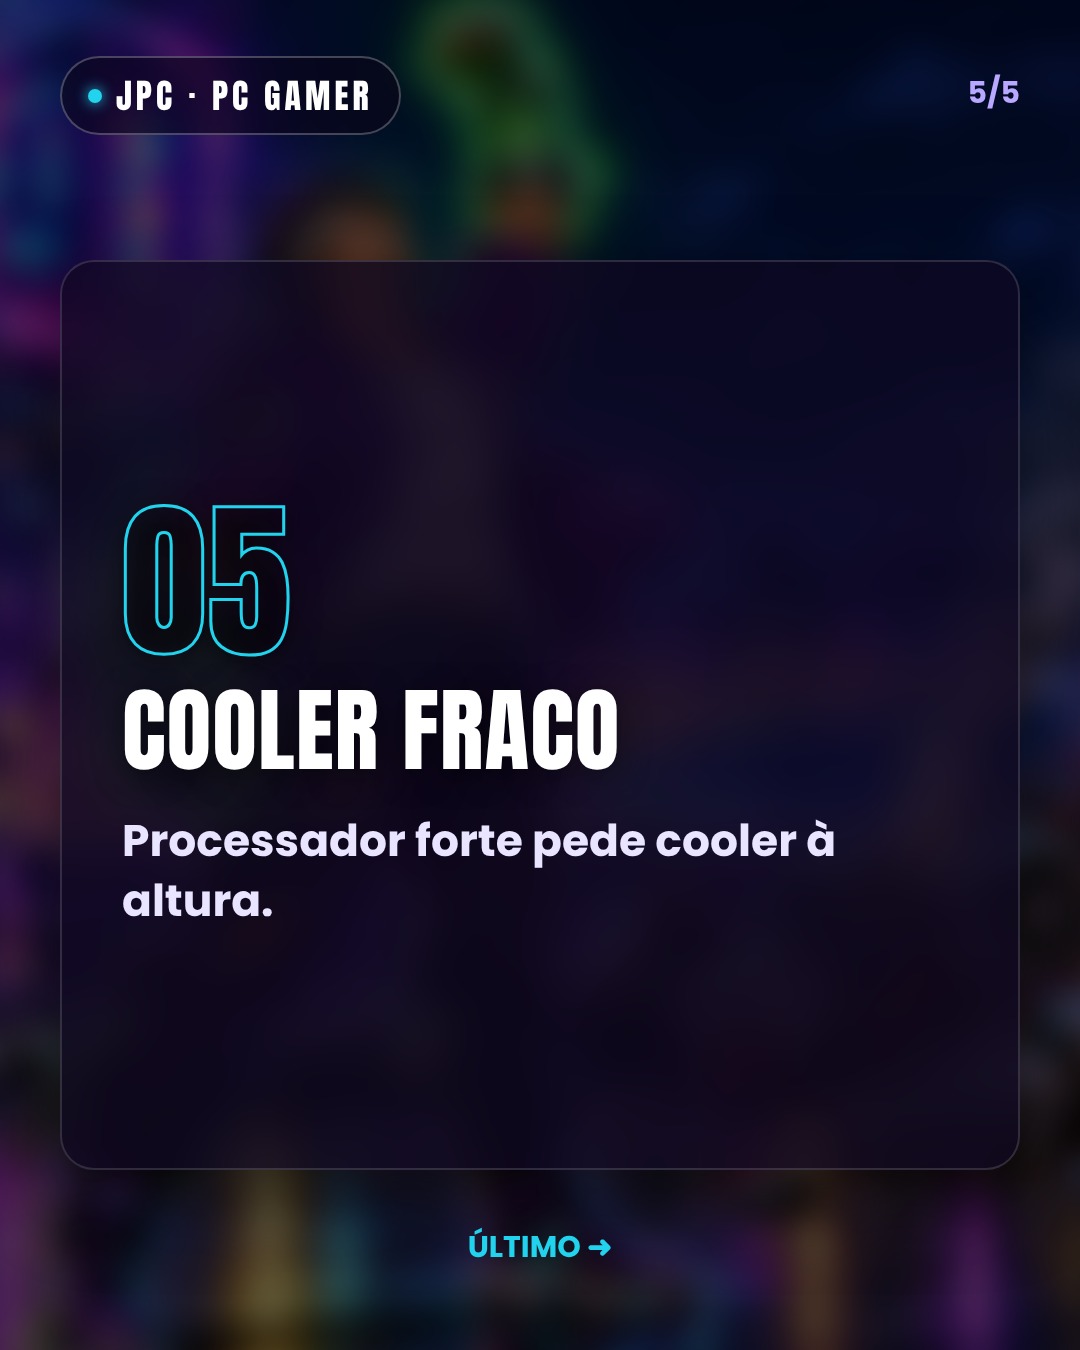 JPC · PC GAMER
5/5
05
COOLER FRACO
Processador forte pede cooler à
altura.
ÚLTIMO ➔